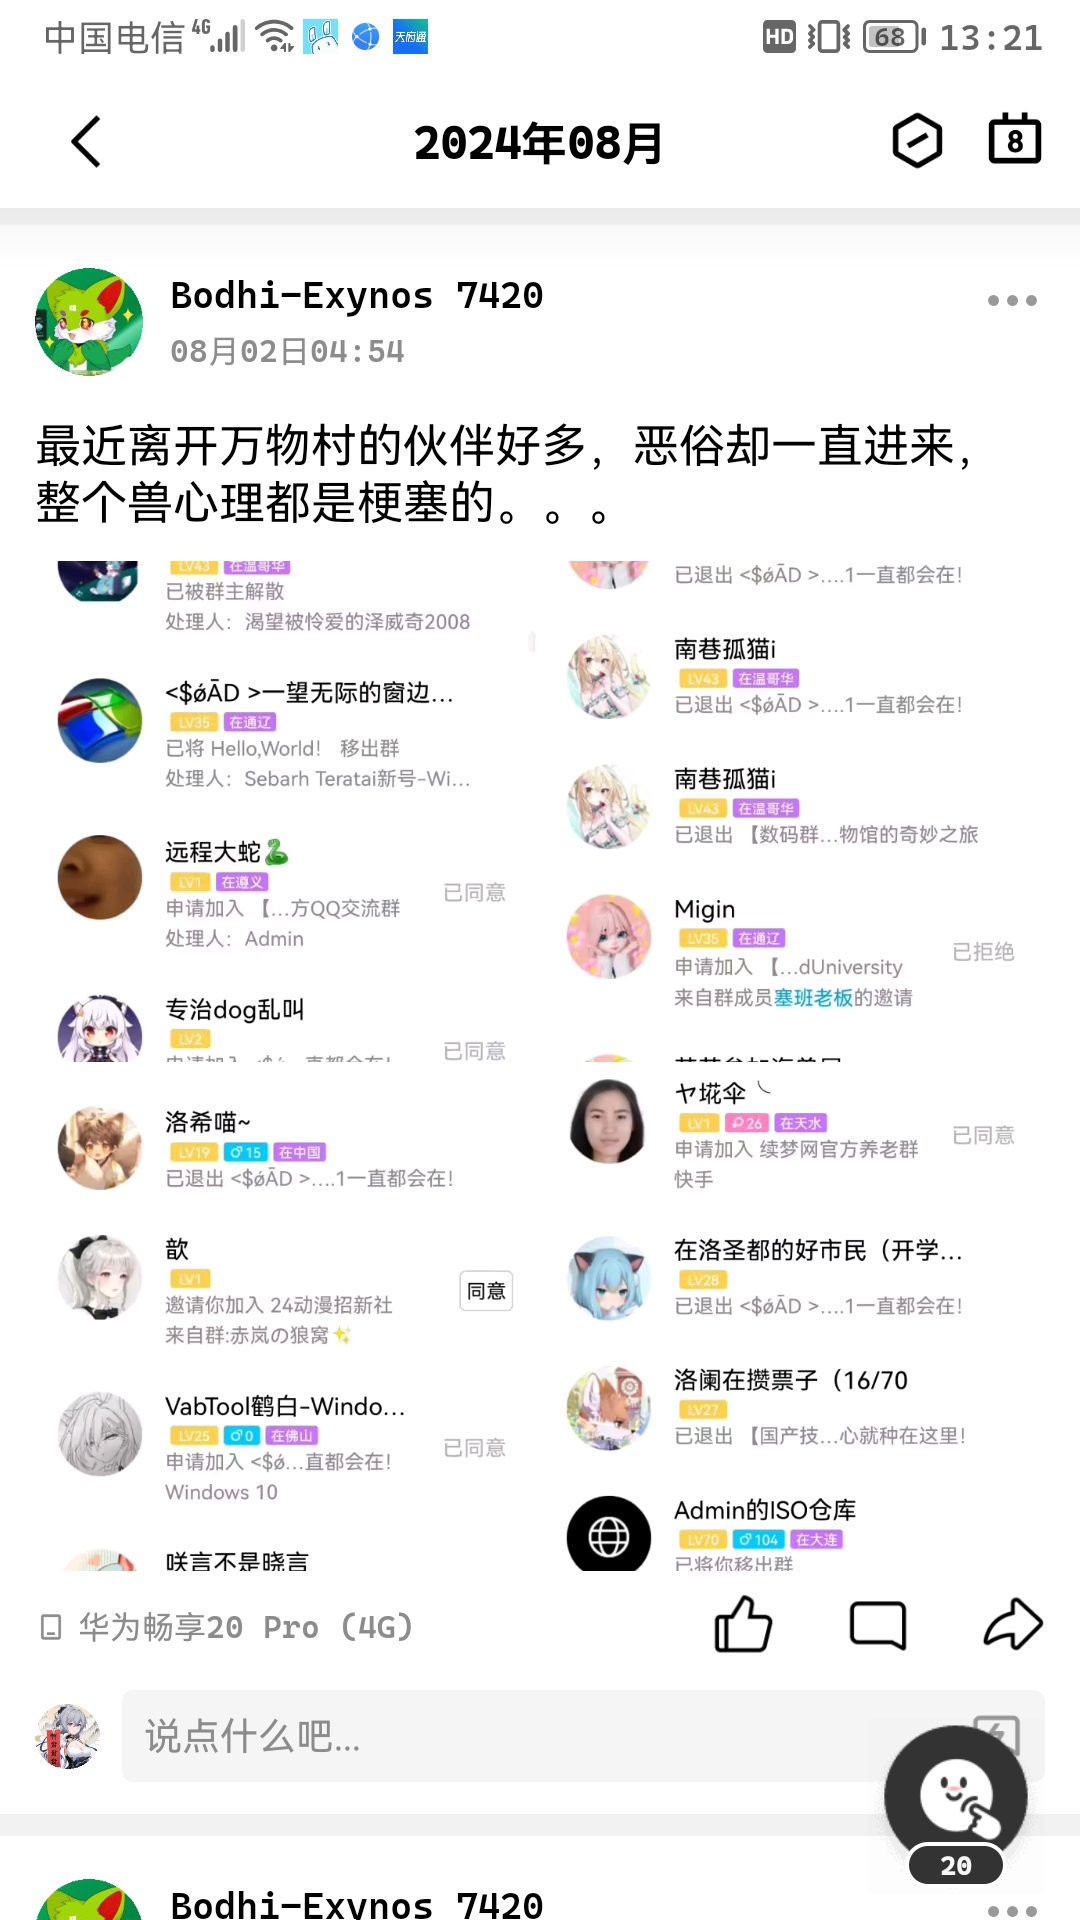 中国电信 4G HD 68 13:21
天府通
2024年08月
8
Bodhi-Exynos 7420
08月02日04:54
最近离开万物村的伙伴好多，恶俗却一直进来，
整个兽心理都是梗塞的。。。
LV43 在温哥华
已被群主解散
处理人：渴望被怜爱的泽威奇2008
<$ǿĀD >一望无际的窗边...
LV35 在通辽
已将 Hello,World! 移出群
处理人：Sebarh Teratai新号-Wi...
远程大蛇🐍
LV1 在遵义
申请加入 【...方QQ交流群
已同意
处理人：Admin
专治dog乱叫
LV2
已同意
已退出 <$ǿĀD >....1一直都会在!
南巷孤猫i
LV43 在温哥华
已退出 <$ǿĀD >....1一直都会在!
南巷孤猫i
LV43 在温哥华
已退出 【数码群...物馆的奇妙之旅
Migin
LV35 在通辽
申请加入 【...dUniversity
已拒绝
来自群成员塞班老板的邀请
洛希喵~
LV19 ♂15 在中国
已退出 <$ǿĀD >....1一直都会在!
歆
LV1
邀请你加入 24动漫招新社
同意
来自群:赤岚の狼窝✨
VabTool鹤白-Windo...
LV25 ♂0 在佛山
申请加入 <$ǿ...直都会在!
已同意
Windows 10
咲言不是晓言
ヤ埖伞╰
LV1 ♀26 在天水
申请加入 续梦网官方养老群
已同意
快手
在洛圣都的好市民（开学...
LV28
已退出 <$ǿĀD >....1一直都会在!
洛阑在攒票子（16/70
LV27
已退出 【国产技...心就种在这里!
Admin的ISO仓库
LV70 ♂104 在大连
已将你移出群
华为畅享20 Pro (4G)
说点什么吧...
20
Bodhi-Exynos 7420